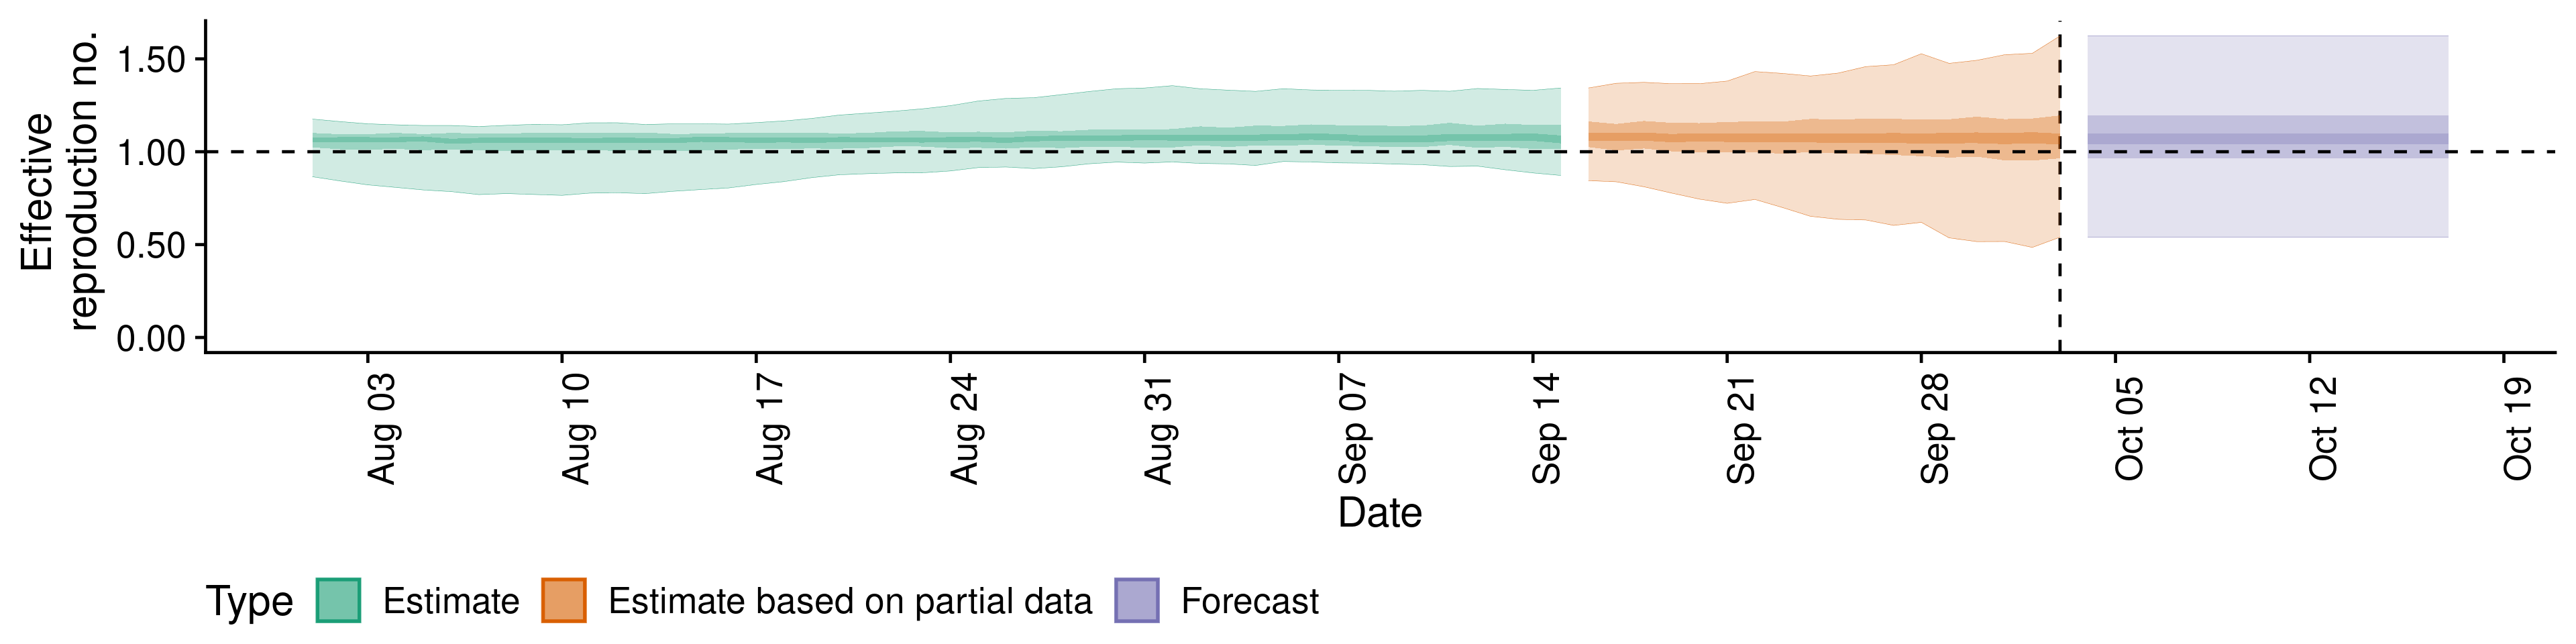 Effective
reproduction no.
1.50
1.00
0.50
0.00
Aug 03
Aug 10
Aug 17
Aug 24
Aug 31
Sep 07
Sep 14
Sep 21
Sep 28
Oct 05
Oct 12
Oct 19
Date
Type Estimate Estimate based on partial data Forecast